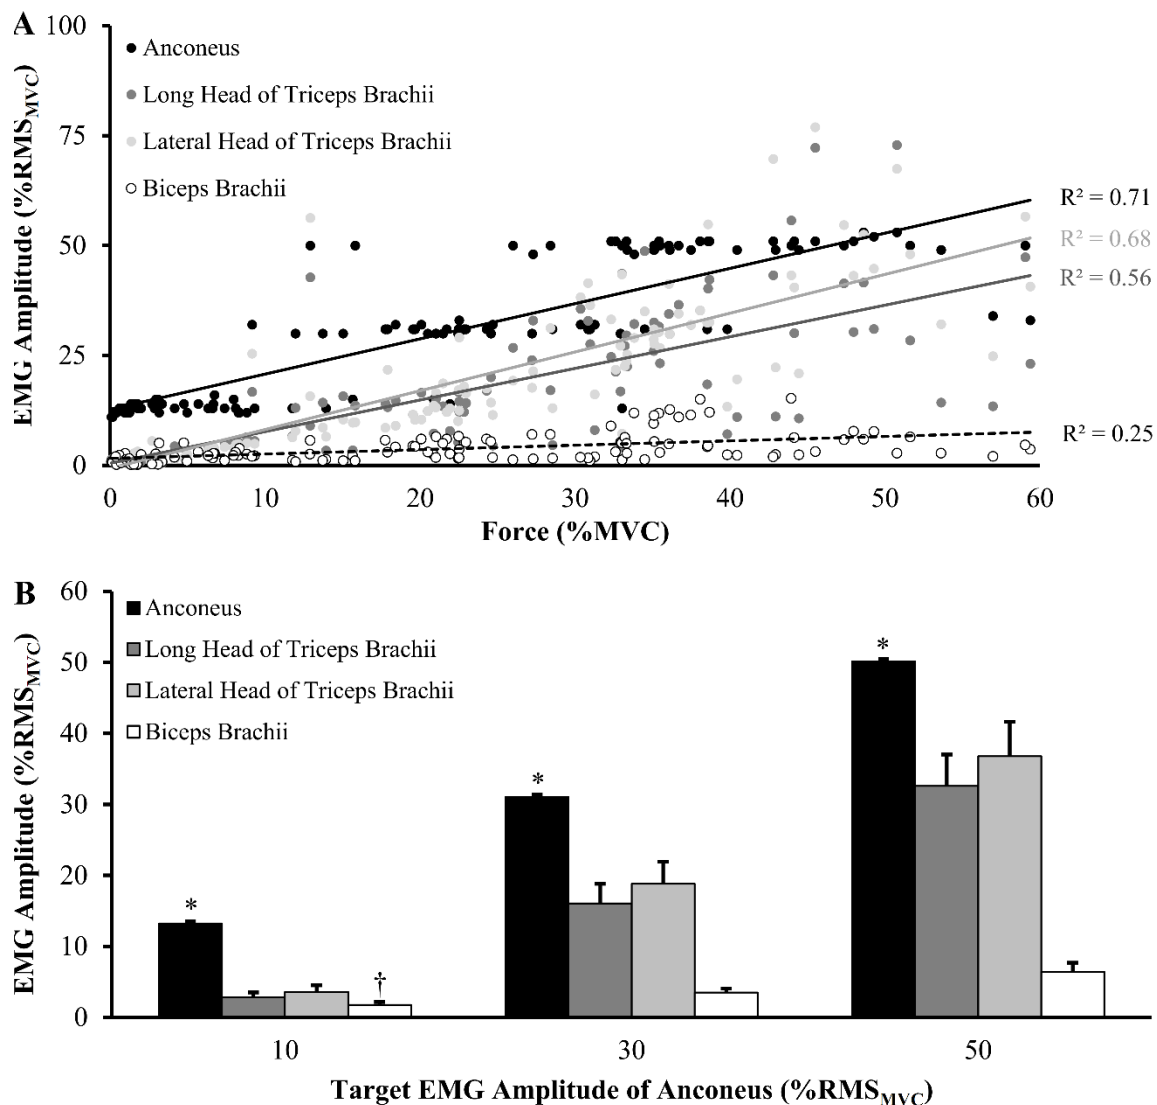 A
100
75
50
25
0
EMG Amplitude (%RMS_MVC)
Anconeus
Long Head of Triceps Brachii
Lateral Head of Triceps Brachii
Biceps Brachii
R² = 0.71
R² = 0.68
R² = 0.56
R² = 0.25
0 10 20 30 40 50 60
Force (%MVC)
B
60
50
40
30
20
10
0
EMG Amplitude (%RMS_MVC)
Anconeus
Long Head of Triceps Brachii
Lateral Head of Triceps Brachii
Biceps Brachii
* † * *
10 30 50
Target EMG Amplitude of Anconeus (%RMS_MVC)